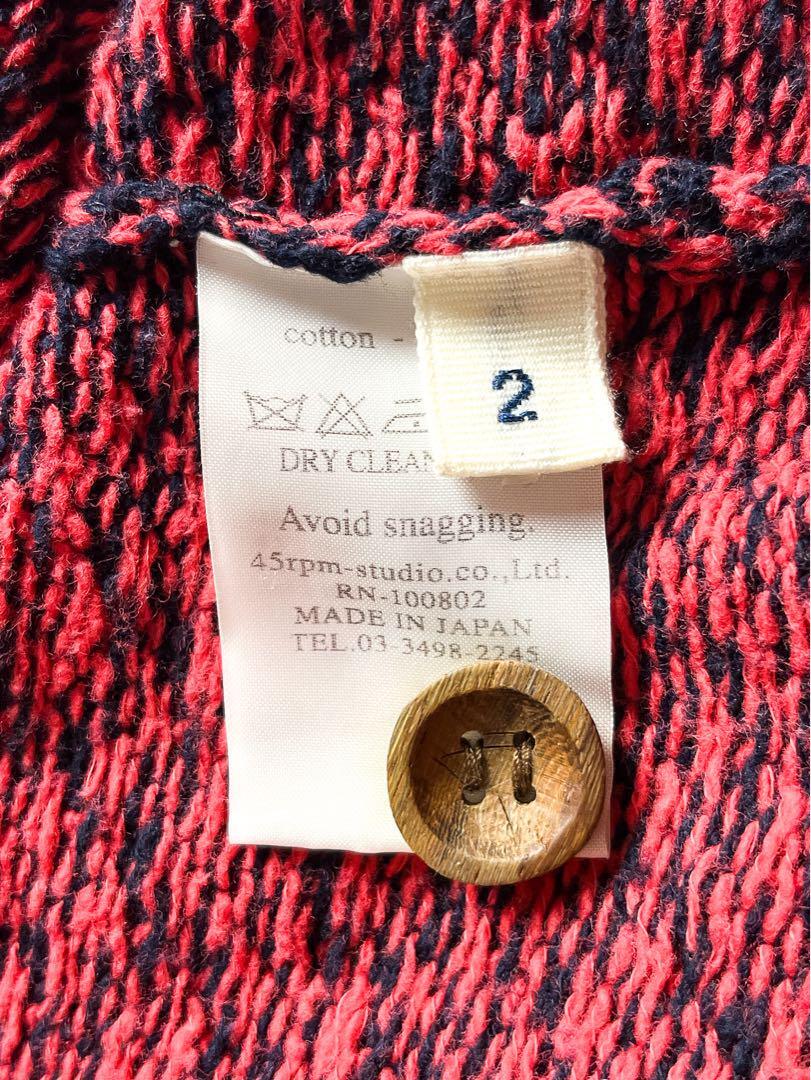 cotton -
2
DRY CLEAN
Avoid snagging.
45rpm-studio.co.,Ltd.
RN-100802
MADE IN JAPAN
TEL.03-3498-2245